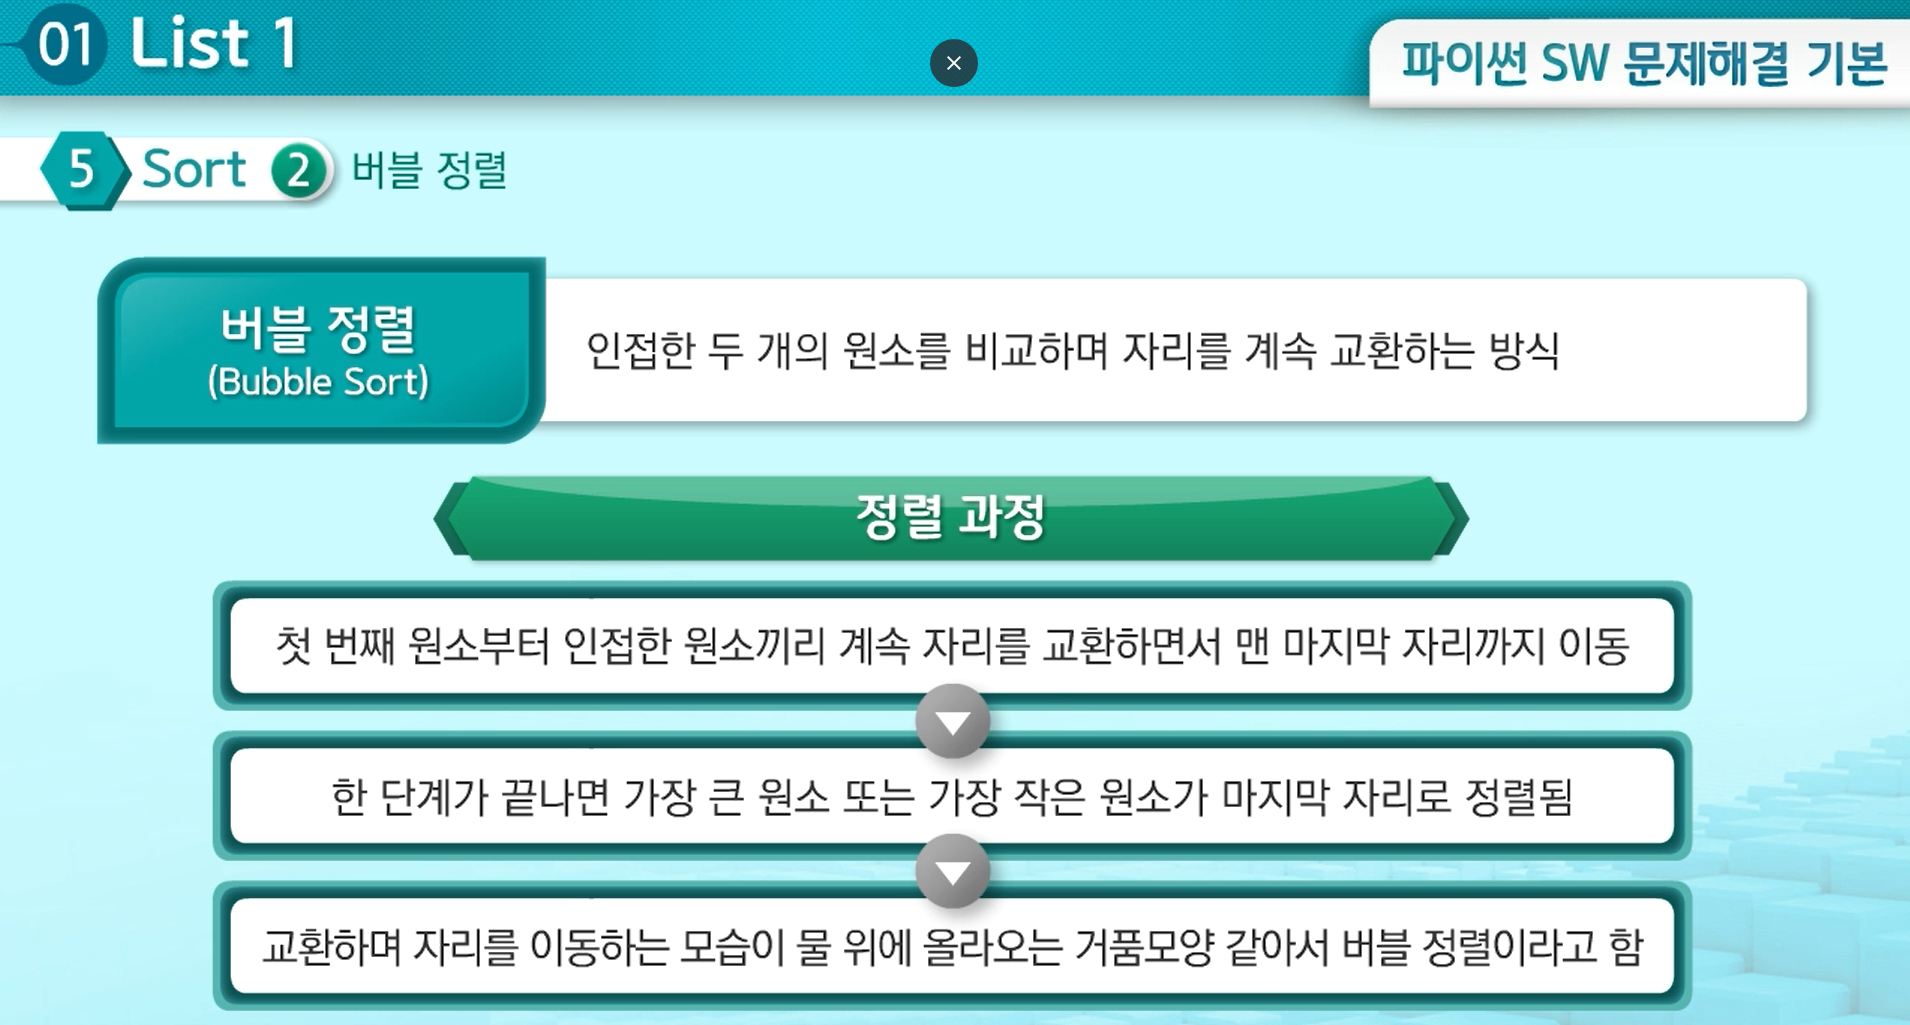 01 List 1
파이썬 SW 문제해결 기본
5 Sort 2 버블 정렬
버블 정렬
(Bubble Sort)
인접한 두 개의 원소를 비교하며 자리를 계속 교환하는 방식
정렬 과정
첫 번째 원소부터 인접한 원소끼리 계속 자리를 교환하면서 맨 마지막 자리까지 이동
한 단계가 끝나면 가장 큰 원소 또는 가장 작은 원소가 마지막 자리로 정렬됨
교환하며 자리를 이동하는 모습이 물 위에 올라오는 거품모양 같아서 버블 정렬이라고 함